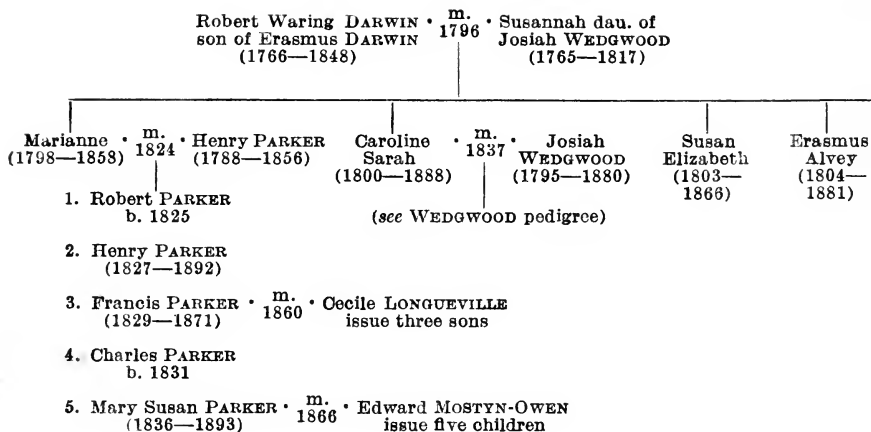 Robert Waring DARWIN · m. 1796 · Susannah dau. of
son of Erasmus DARWIN Josiah WEDGWOOD
(1766—1848) (1765—1817)
Marianne · m. 1824 · Henry PARKER
(1798—1858) (1788—1856)
Caroline Sarah · m. 1837 · Josiah WEDGWOOD
(1800—1888) (1795—1880)
(see WEDGWOOD pedigree)
Susan
Elizabeth
(1803—
1866)
Erasmus
Alvey
(1804—
1881)
1. Robert PARKER
b. 1825
2. Henry PARKER
(1827—1892)
3. Francis PARKER · m. 1860 · Cecile LONGUEVILLE
(1829—1871) issue three sons
4. Charles PARKER
b. 1831
5. Mary Susan PARKER · m. 1866 · Edward MOSTYN-OWEN
(1836—1893) issue five children